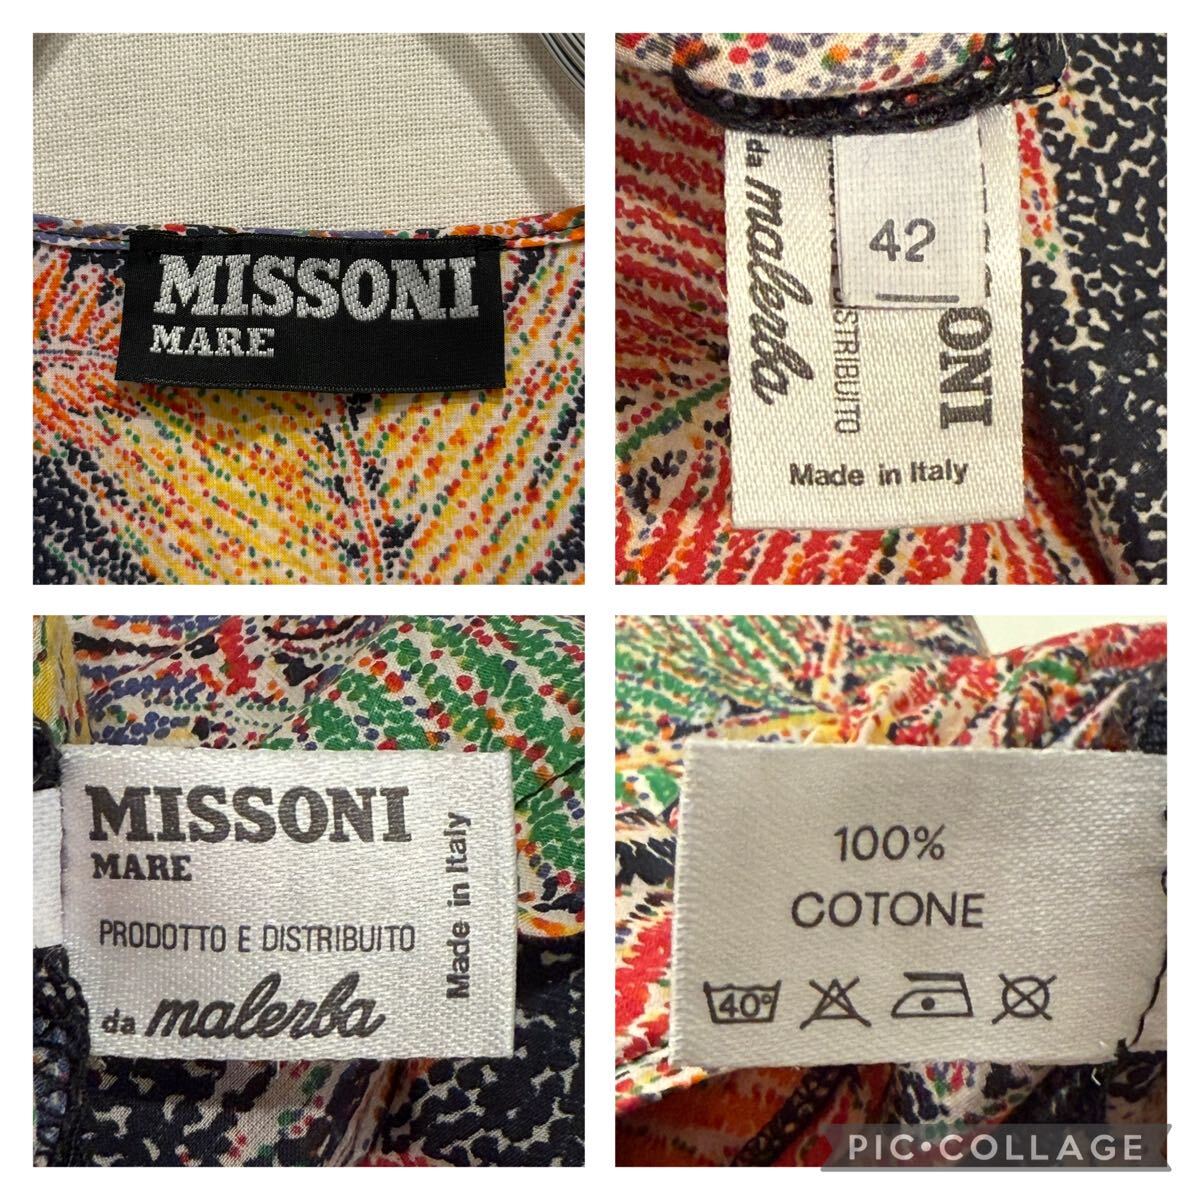 MISSONI
MARE
da malerba
42
STRIBUITO
ONI
Made in Italy
MISSONI
MARE
PRODOTTO E DISTRIBUITO
da malerba
Made in Italy
100%
COTONE
40°
PIC•COLLAGE